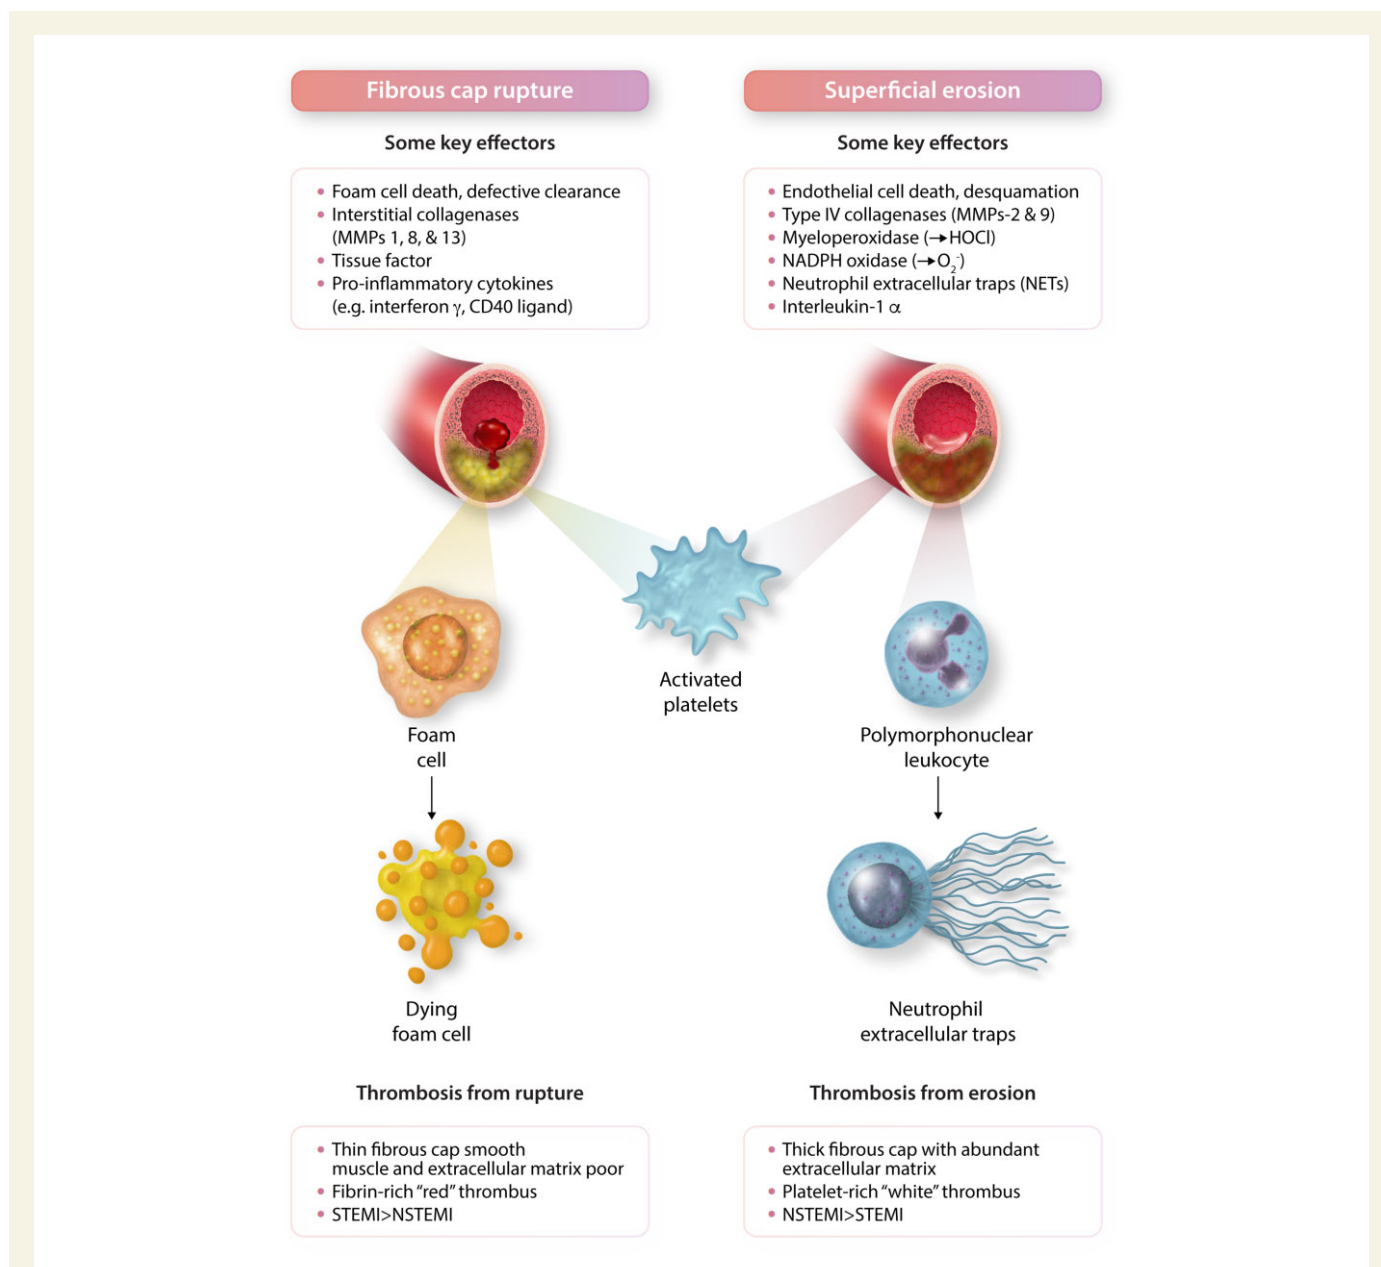 Fibrous cap rupture
Some key effectors
• Foam cell death, defective clearance
• Interstitial collagenases
(MMPs 1, 8, & 13)
• Tissue factor
• Pro-inflammatory cytokines
(e.g. interferon γ, CD40 ligand)
Superficial erosion
Some key effectors
• Endothelial cell death, desquamation
• Type IV collagenases (MMPs-2 & 9)
• Myeloperoxidase (→HOCl)
• NADPH oxidase (→O₂⁻)
• Neutrophil extracellular traps (NETs)
• Interleukin-1 α
Activated
platelets
Foam
cell
Polymorphonuclear
leukocyte
Dying
foam cell
Neutrophil
extracellular traps
Thrombosis from rupture
• Thin fibrous cap smooth
muscle and extracellular matrix poor
• Fibrin-rich “red” thrombus
• STEMI>NSTEMI
Thrombosis from erosion
• Thick fibrous cap with abundant
extracellular matrix
• Platelet-rich “white” thrombus
• NSTEMI>STEMI